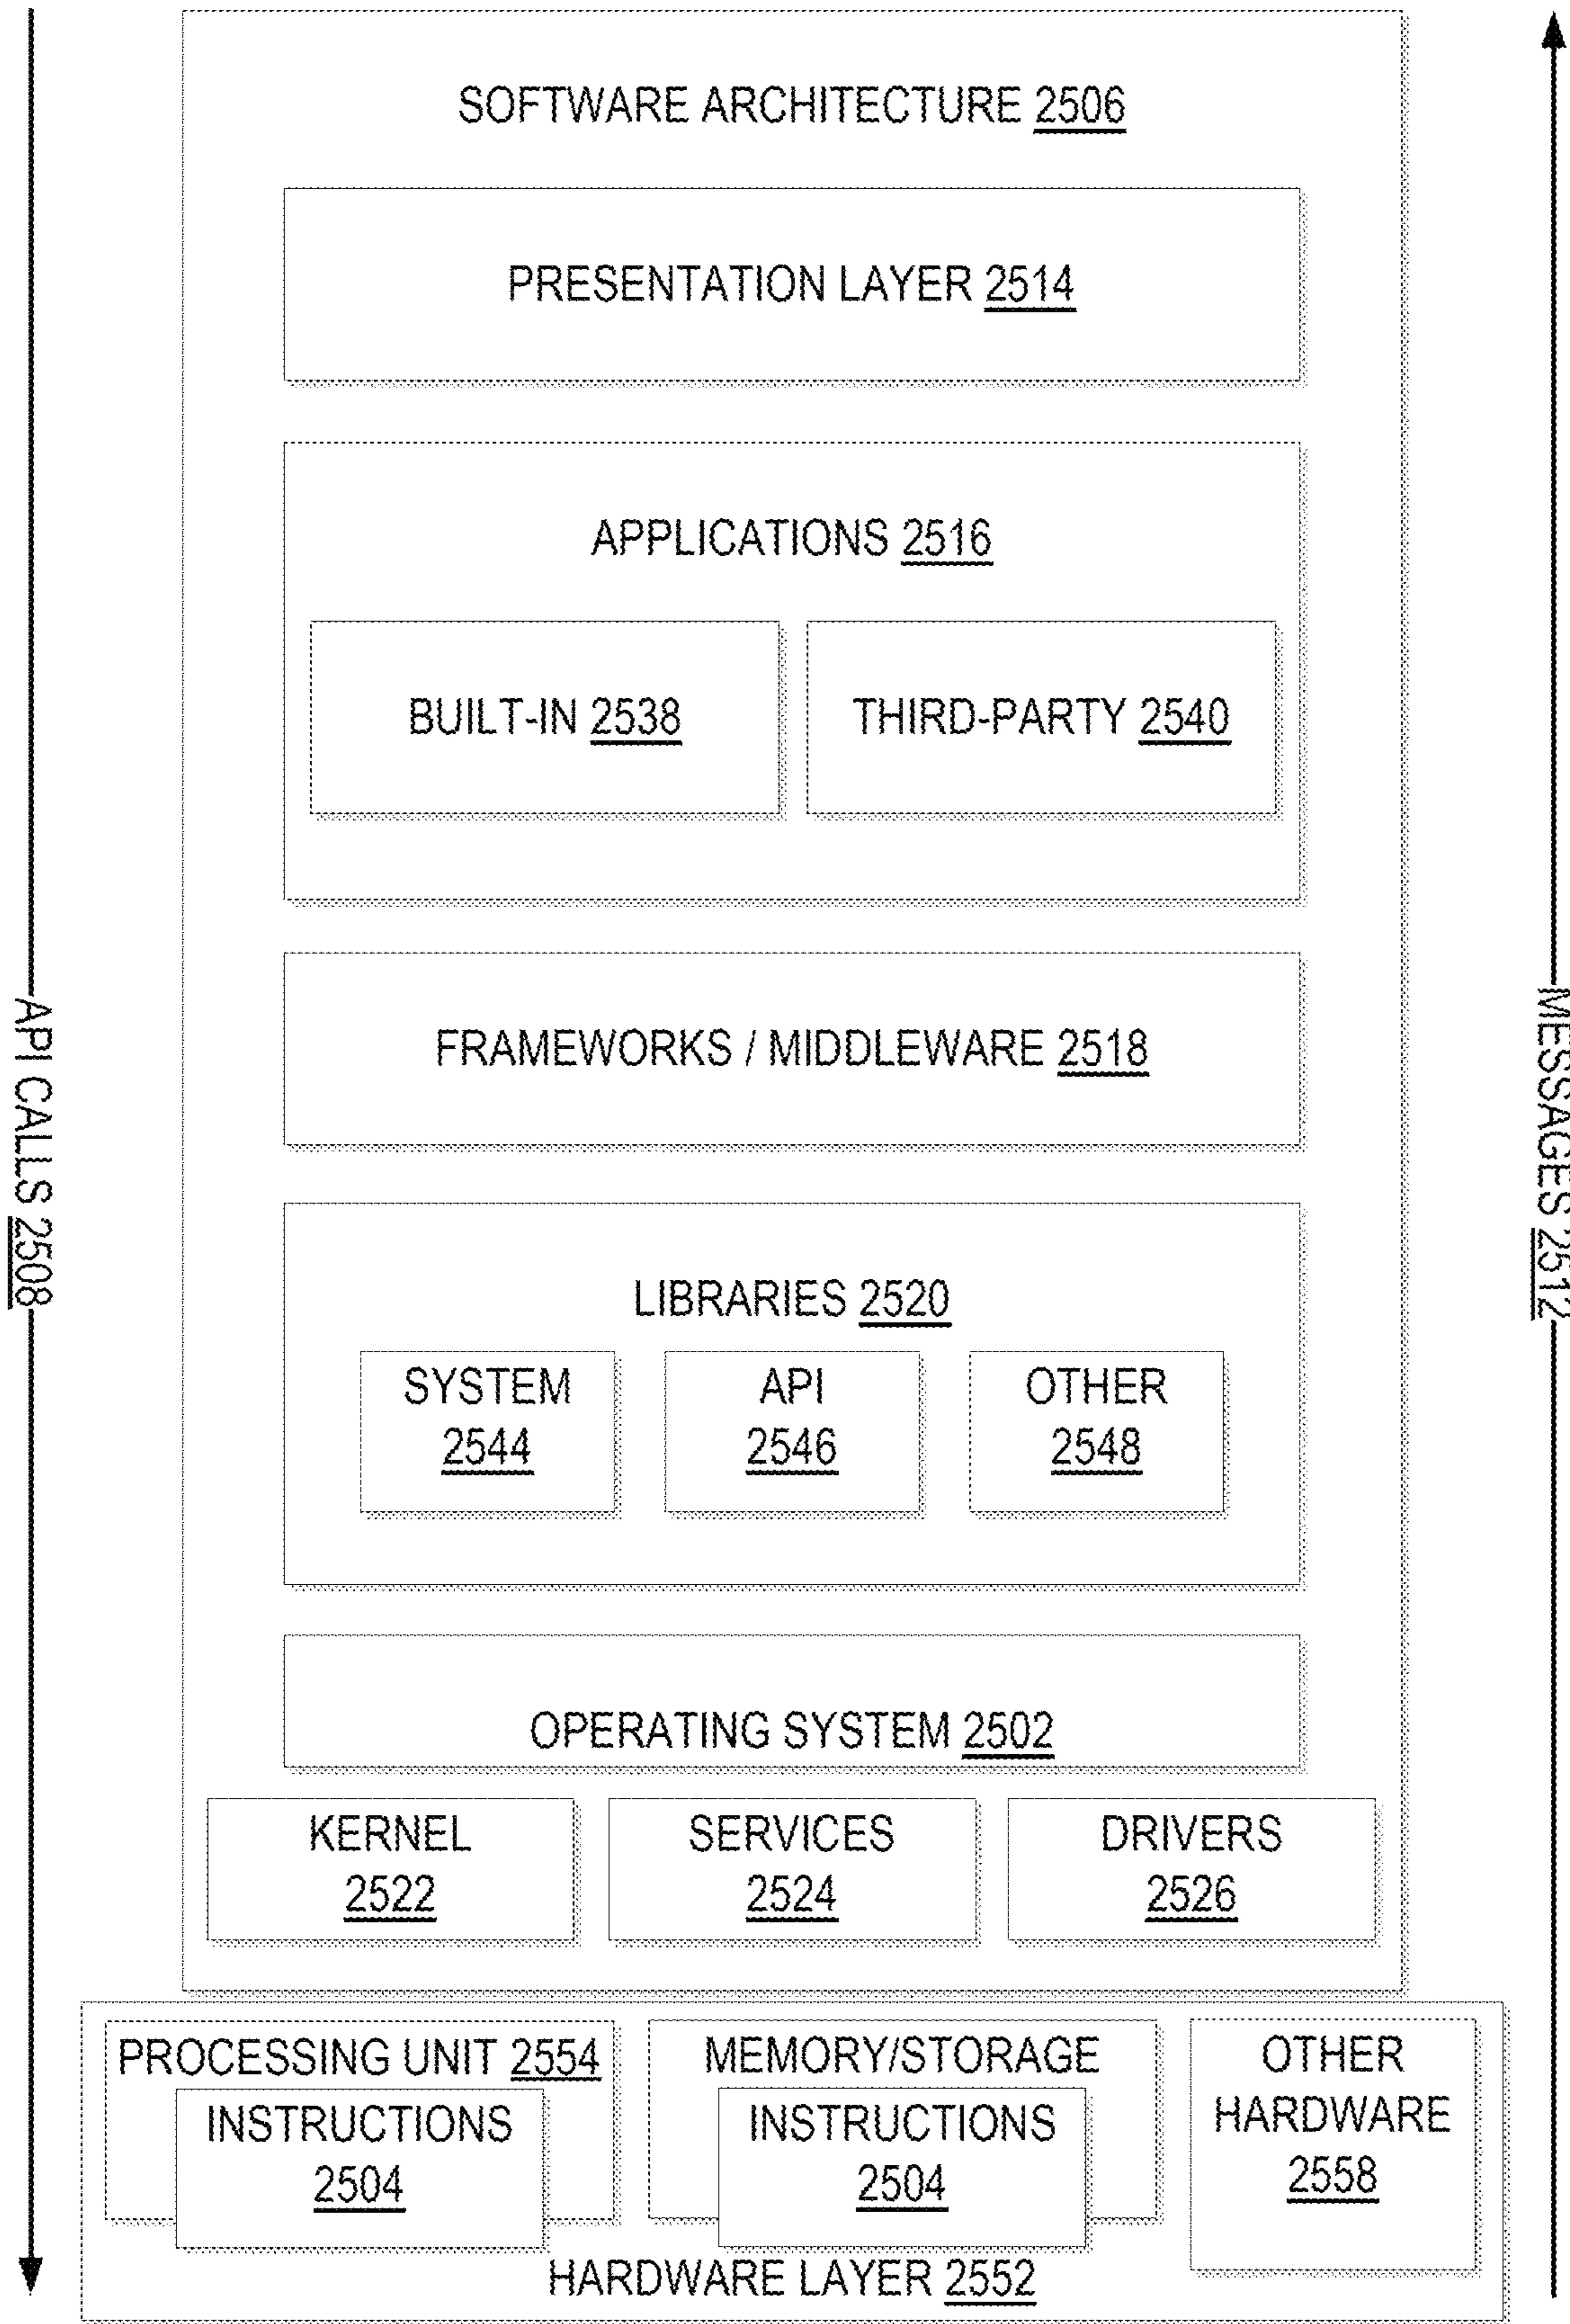 SOFTWARE ARCHITECTURE 2506
PRESENTATION LAYER 2514
APPLICATIONS 2516
BUILT-IN 2538
THIRD-PARTY 2540
FRAMEWORKS / MIDDLEWARE 2518
LIBRARIES 2520
SYSTEM
2544
API
2546
OTHER
2548
OPERATING SYSTEM 2502
KERNEL
2522
SERVICES
2524
DRIVERS
2526
PROCESSING UNIT 2554
INSTRUCTIONS
2504
MEMORY/STORAGE
INSTRUCTIONS
2504
OTHER
HARDWARE
2558
HARDWARE LAYER 2552
API CALLS 2508
MESSAGES 2512